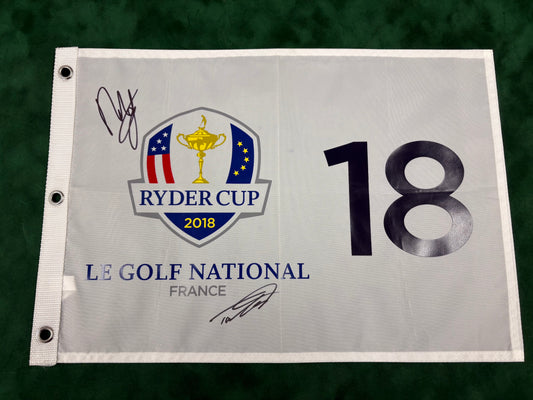 RYDER CUP
2018
18
LE GOLF NATIONAL
FRANCE